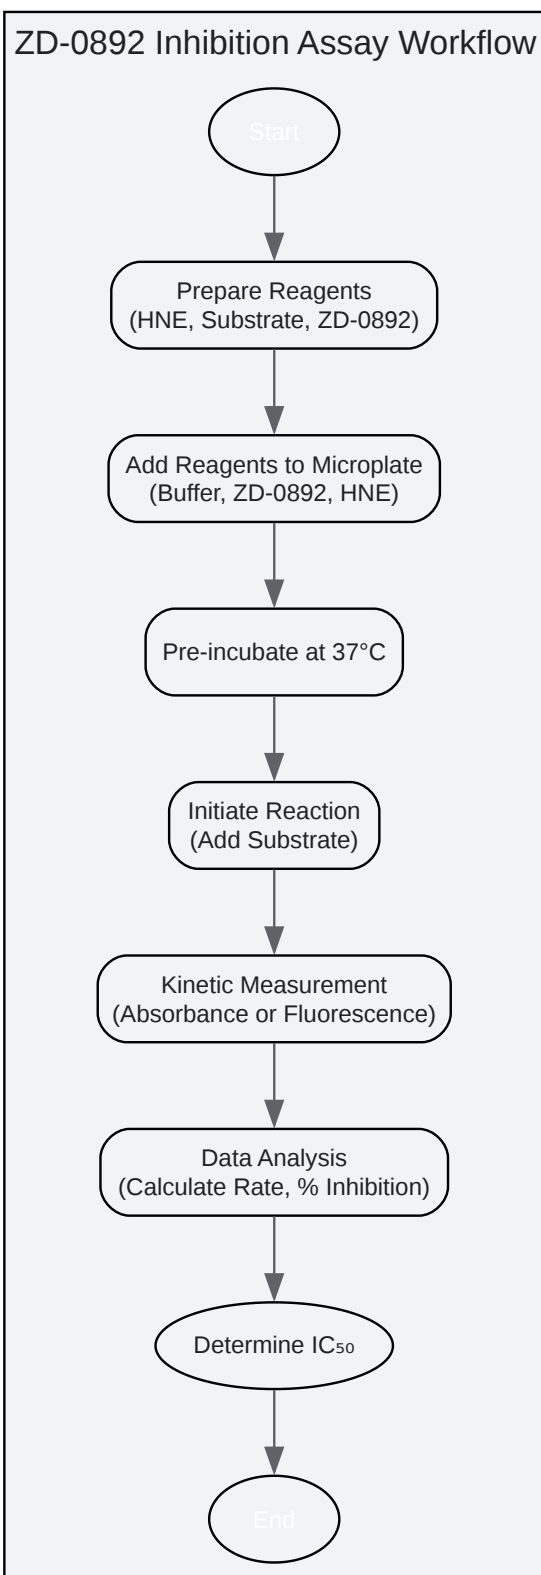 ZD-0892 Inhibition Assay Workflow
Start
Prepare Reagents
(HNE, Substrate, ZD-0892)
Add Reagents to Microplate
(Buffer, ZD-0892, HNE)
Pre-incubate at 37°C
Initiate Reaction
(Add Substrate)
Kinetic Measurement
(Absorbance or Fluorescence)
Data Analysis
(Calculate Rate, % Inhibition)
Determine IC₅₀
End